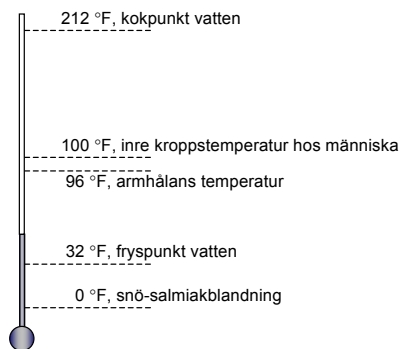 212 °F, kokpunkt vatten
100 °F, inre kroppstemperatur hos människa
96 °F, armhålans temperatur
32 °F, fryspunkt vatten
0 °F, snö-salmiakblandning